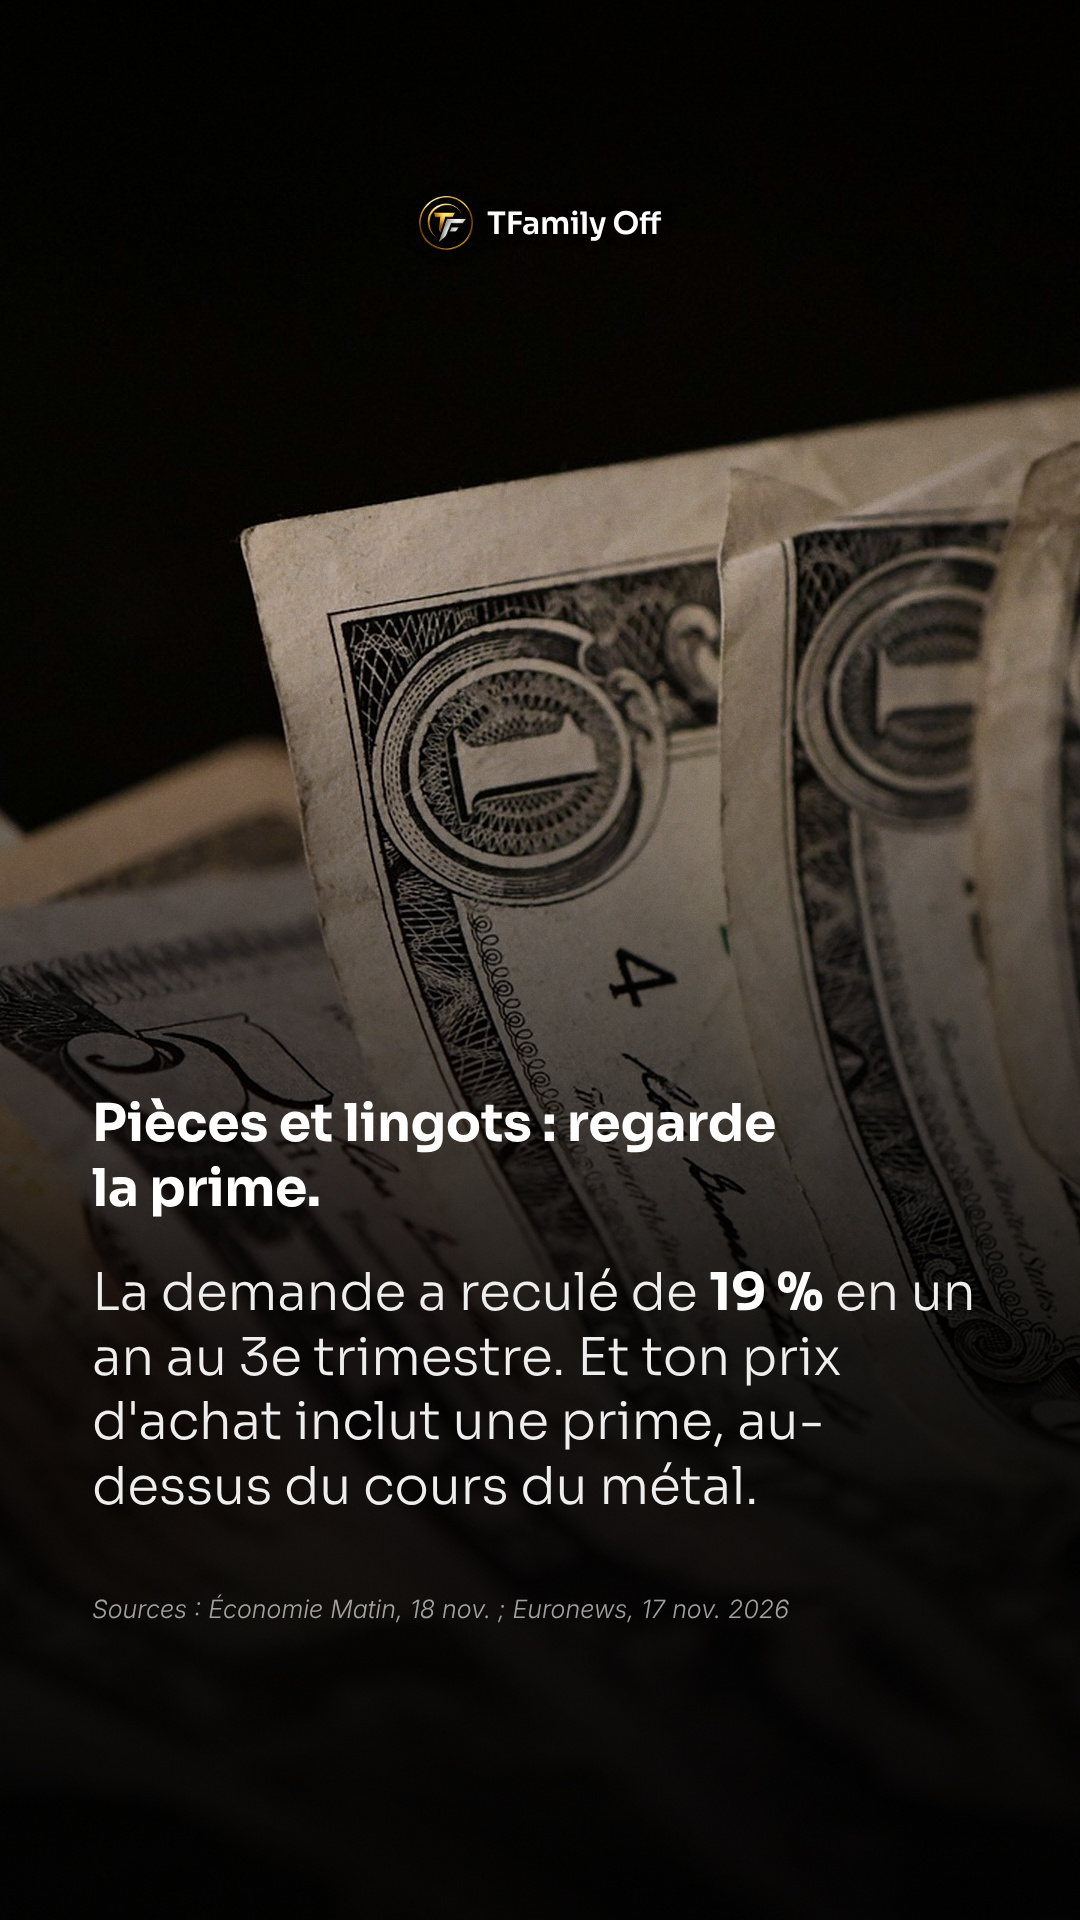 TFamily Off
4
Pièces et lingots : regarde
la prime.
La demande a reculé de 19 % en un
an au 3e trimestre. Et ton prix
d'achat inclut une prime, au-
dessus du cours du métal.
Sources : Économie Matin, 18 nov. ; Euronews, 17 nov. 2026